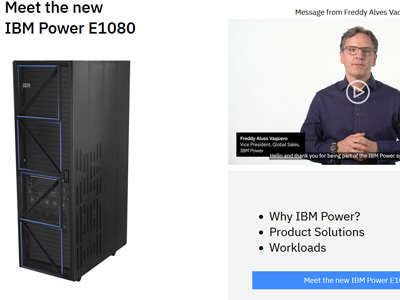 Meet the new
IBM Power E1080
IBM
Message from Freddy Alves
Freddy Alves Vaquero
Vice President, Global Sales,
IBM Power
Hello and thank you for being part of the IBM Power
Why IBM Power?
Product Solutions
Workloads
Meet the new IBM Power